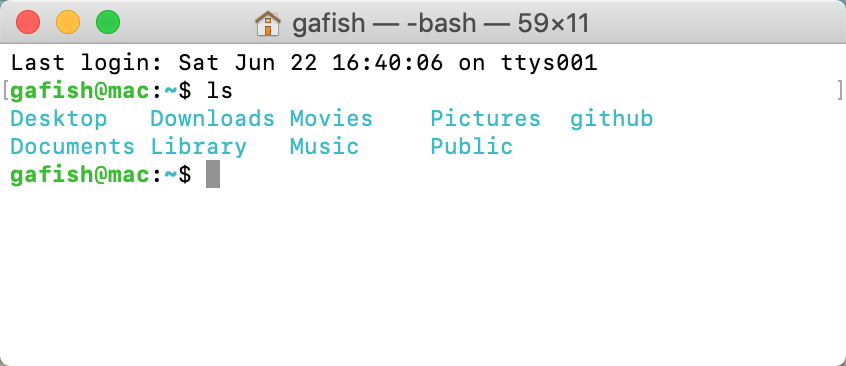 gafish — -bash — 59×11
Last login: Sat Jun 22 16:40:06 on ttys001
[gafish@mac:~$ ls ]
Desktop   Downloads Movies    Pictures  github
Documents Library   Music     Public
gafish@mac:~$